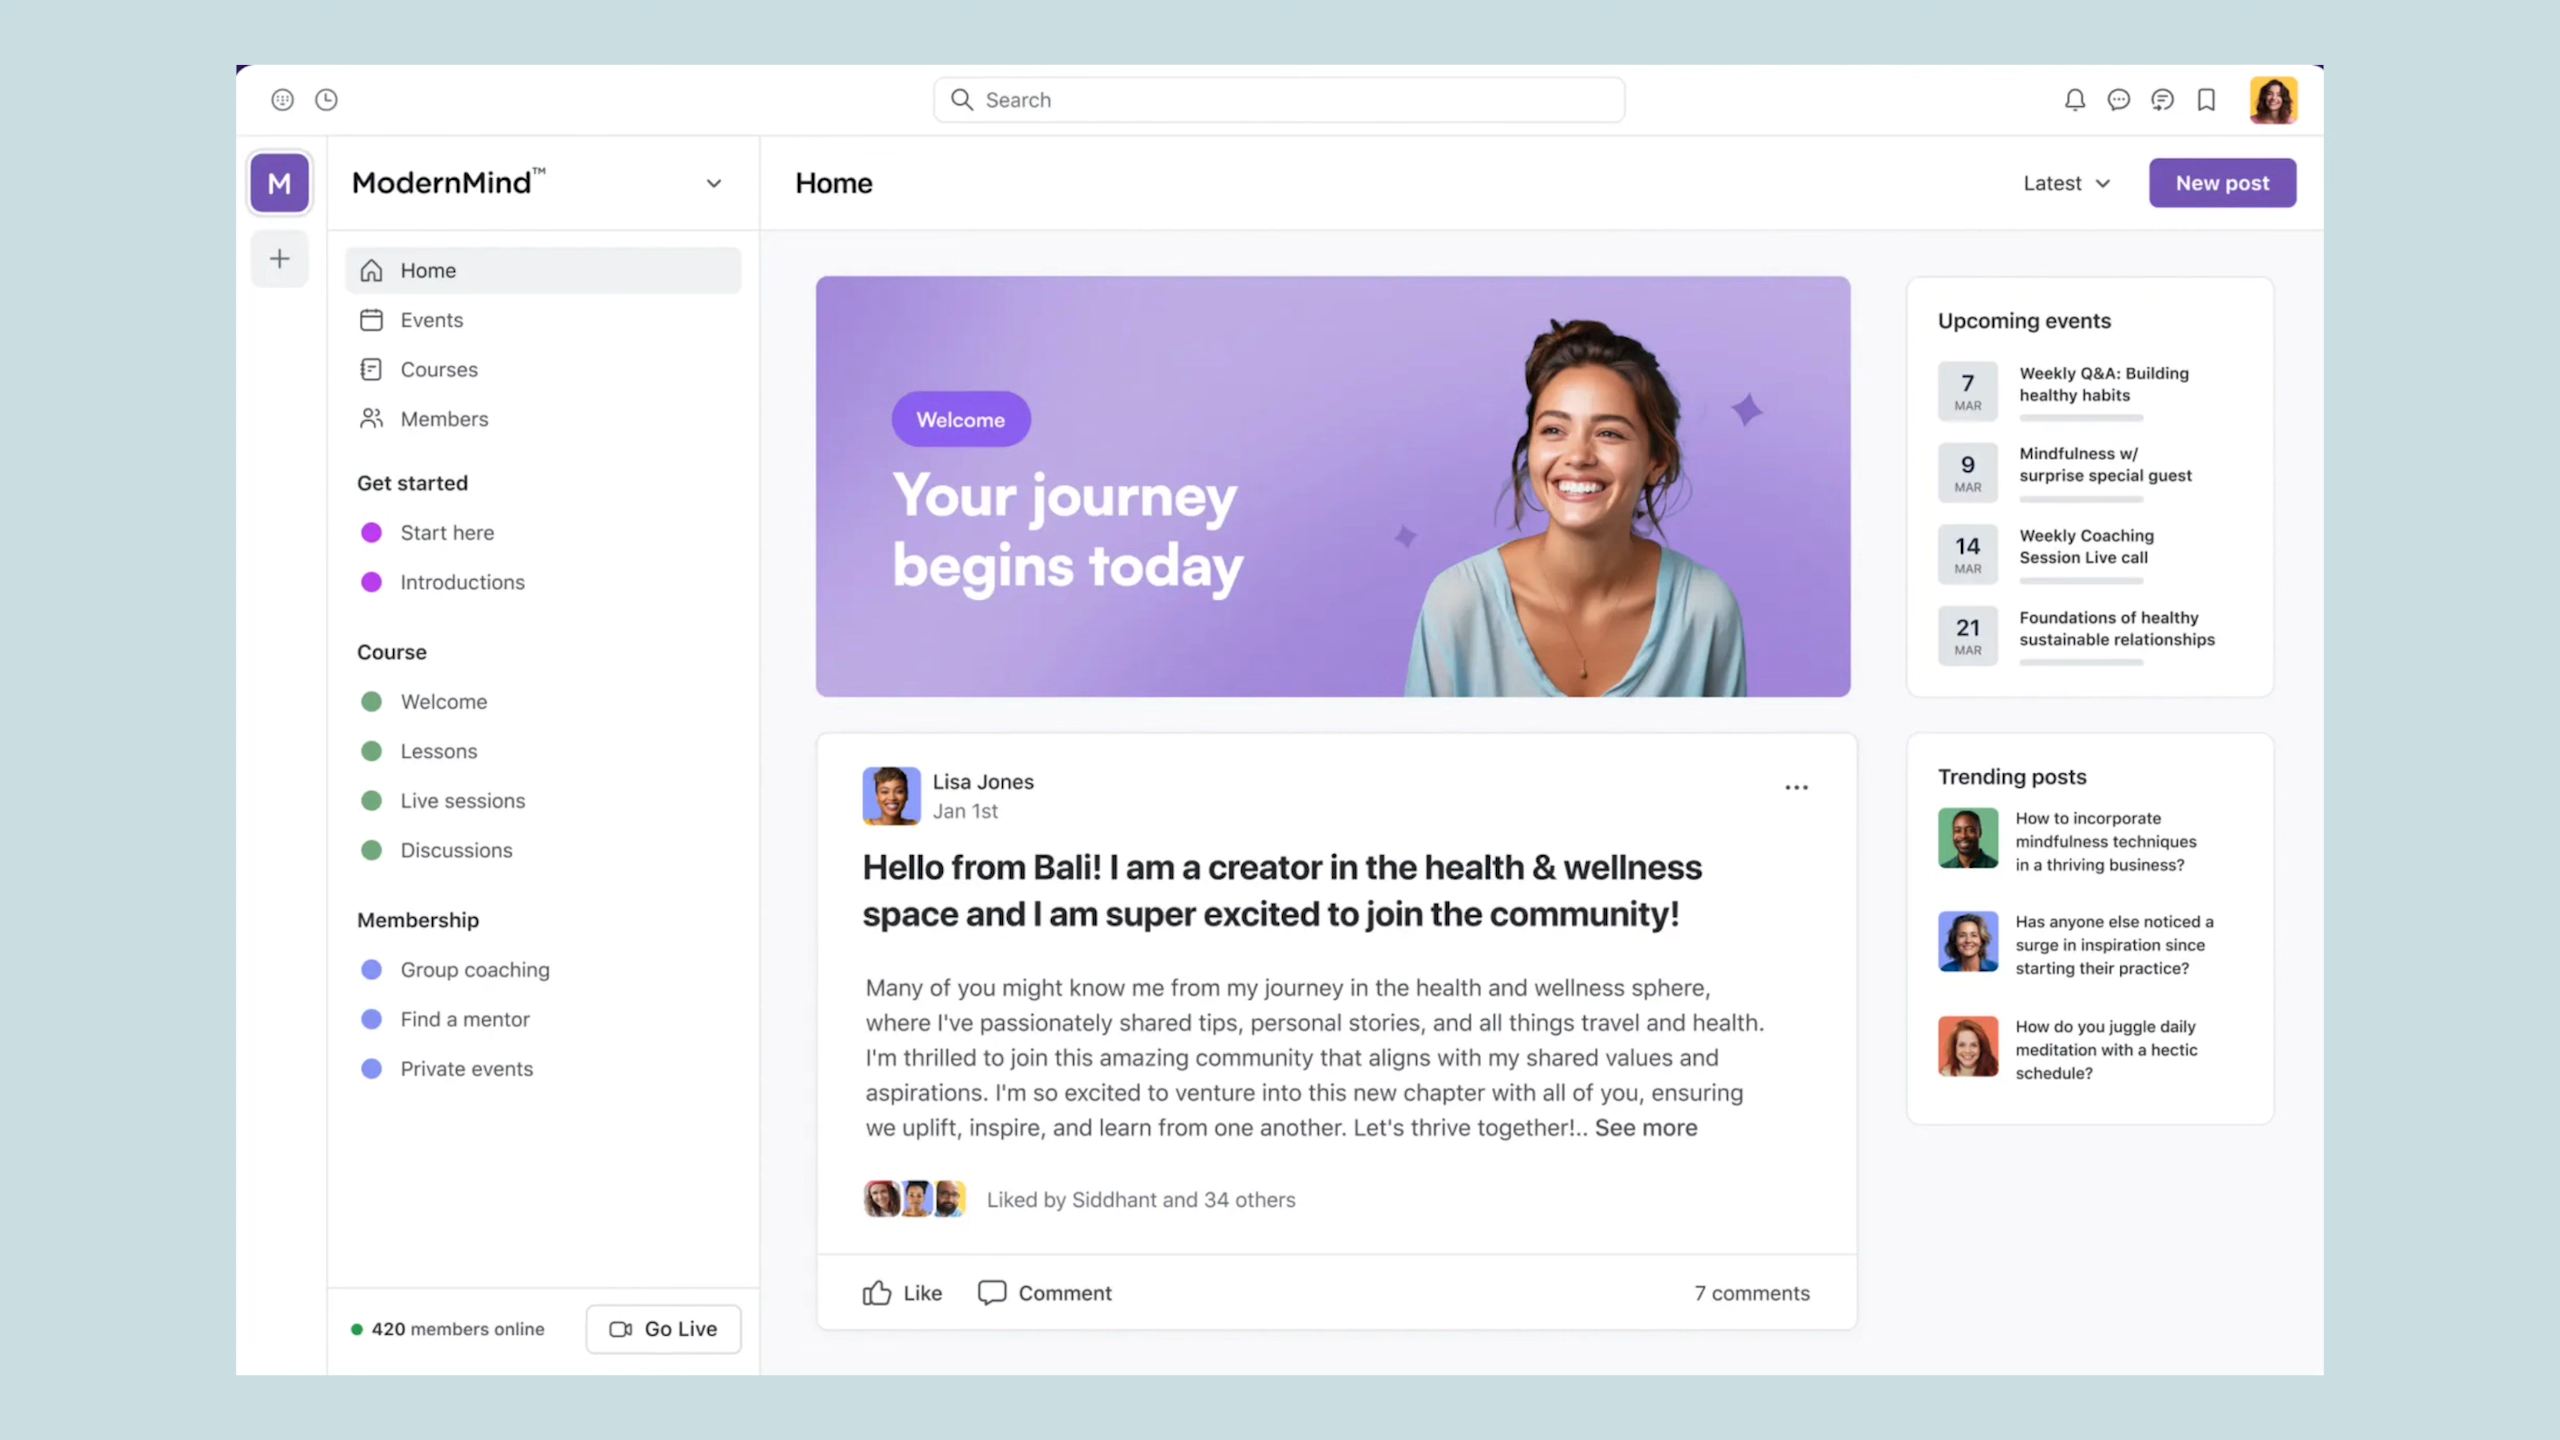 Search
M
ModernMind™
Home
Latest
New post
Home
Events
Courses
Members
Get started
Start here
Introductions
Course
Welcome
Lessons
Live sessions
Discussions
Membership
Group coaching
Find a mentor
Private events
420 members online
Go Live
Welcome
Your journey
begins today
Lisa Jones
Jan 1st
Hello from Bali! I am a creator in the health & wellness
space and I am super excited to join the community!
Many of you might know me from my journey in the health and wellness sphere,
where I've passionately shared tips, personal stories, and all things travel and health.
I'm thrilled to join this amazing community that aligns with my shared values and
aspirations. I'm so excited to venture into this new chapter with all of you, ensuring
we uplift, inspire, and learn from one another. Let's thrive together!.. See more
Liked by Siddhant and 34 others
Like
Comment
7 comments
Upcoming events
7
MAR
Weekly Q&A: Building
healthy habits
9
MAR
Mindfulness w/
surprise special guest
14
MAR
Weekly Coaching
Session Live call
21
MAR
Foundations of healthy
sustainable relationships
Trending posts
How to incorporate
mindfulness techniques
in a thriving business?
Has anyone else noticed a
surge in inspiration since
starting their practice?
How do you juggle daily
meditation with a hectic
schedule?